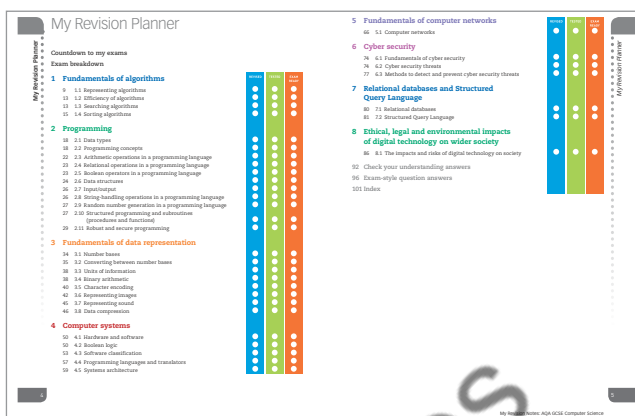 My Revision Planner
My Revision Planner
Countdown to my exams
Exam breakdown
REVISED TESTED EXAM READY
1 Fundamentals of algorithms
9 1.1 Representing algorithms
13 1.2 Efficiency of algorithms
13 1.3 Searching algorithms
15 1.4 Sorting algorithms
2 Programming
18 2.1 Data types
18 2.2 Programming concepts
22 2.3 Arithmetic operations in a programming language
23 2.4 Relational operations in a programming language
23 2.5 Boolean operators in a programming language
24 2.6 Data structures
26 2.7 Input/output
26 2.8 String-handling operations in a programming language
27 2.9 Random number generation in a programming language
27 2.10 Structured programming and subroutines
(procedures and functions)
29 2.11 Robust and secure programming
3 Fundamentals of data representation
34 3.1 Number bases
35 3.2 Converting between number bases
38 3.3 Units of information
38 3.4 Binary arithmetic
40 3.5 Character encoding
42 3.6 Representing images
45 3.7 Representing sound
46 3.8 Data compression
4 Computer systems
50 4.1 Hardware and software
50 4.2 Boolean logic
53 4.3 Software classification
57 4.4 Programming languages and translators
59 4.5 Systems architecture
4
REVISED TESTED EXAM READY
5 Fundamentals of computer networks
66 5.1 Computer networks
6 Cyber security
74 6.1 Fundamentals of cyber security
74 6.2 Cyber security threats
77 6.3 Methods to detect and prevent cyber security threats
7 Relational databases and Structured
Query Language
80 7.1 Relational databases
81 7.2 Structured Query Language
8 Ethical, legal and environmental impacts
of digital technology on wider society
86 8.1 The impacts and risks of digital technology on society
92 Check your understanding answers
96 Exam-style question answers
101 Index
My Revision Planner
5
My Revision Notes: AQA GCSE Computer Science